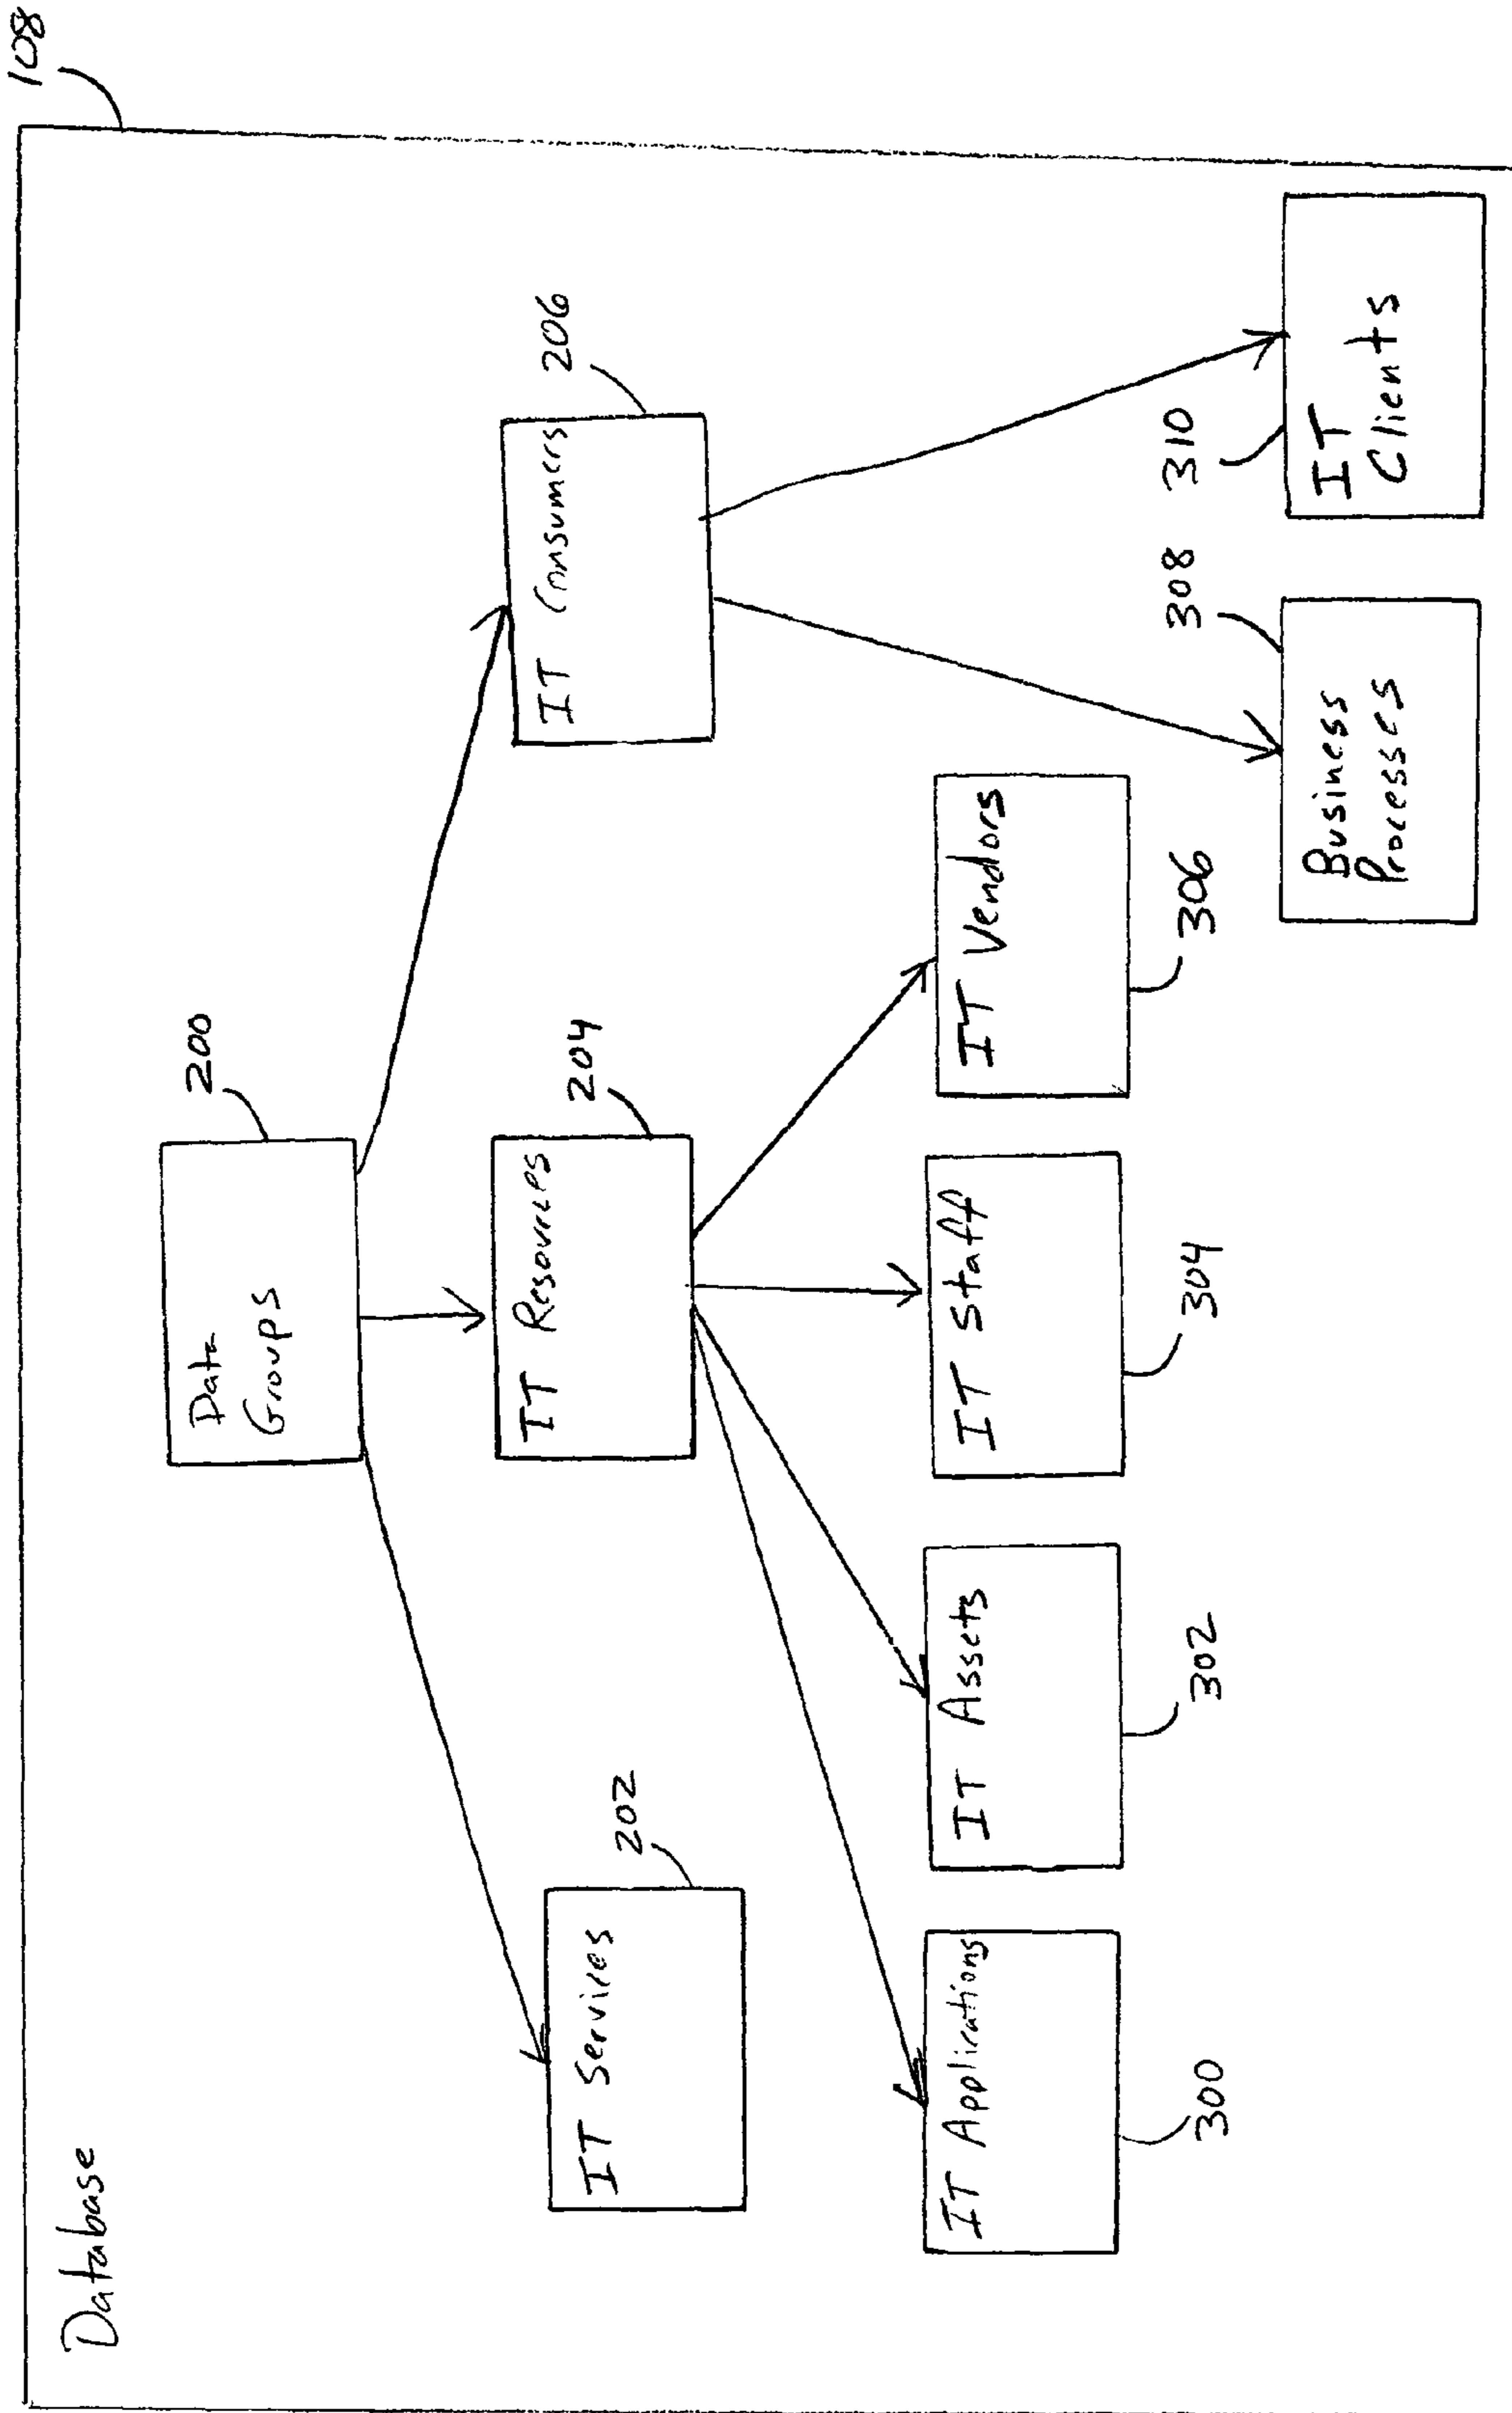 108
Database
200
Data
Groups
202
IT Services
204
IT Resources
206
IT Consumers
IT Applications
300
IT Assets
302
IT Staff
304
IT Vendors
306
308
Business
Processes
310
IT
Clients